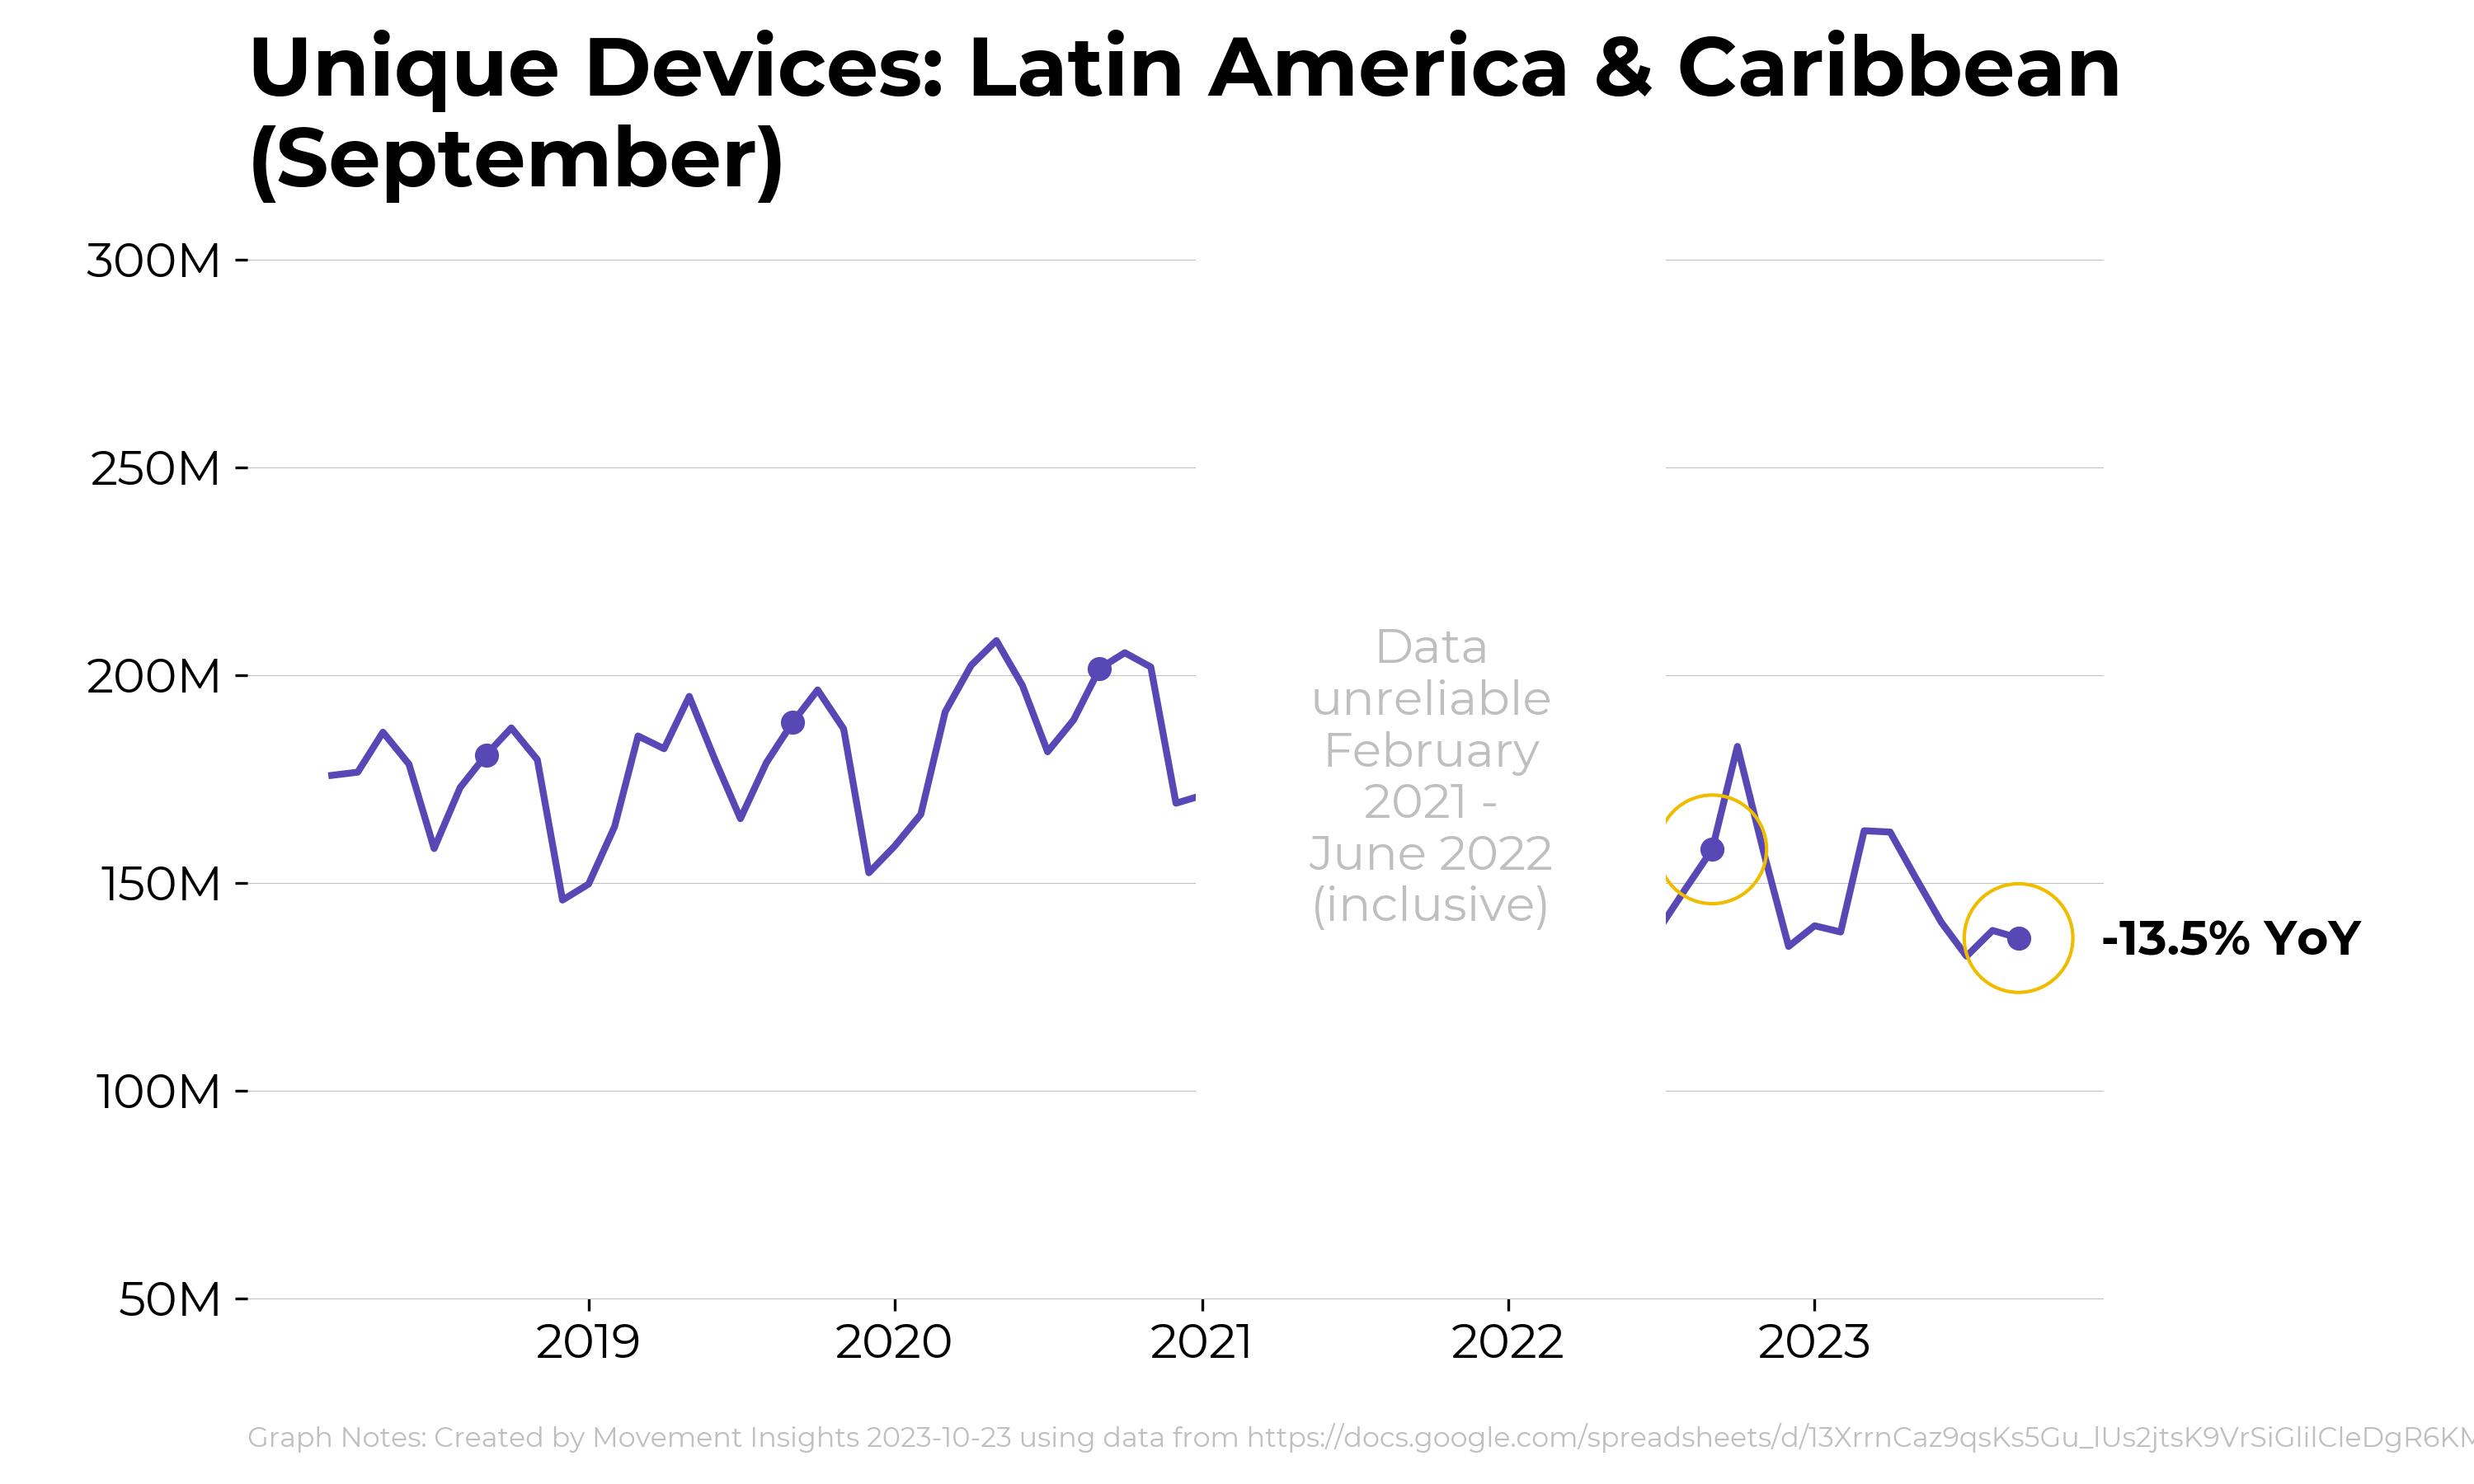 Unique Devices: Latin America & Caribbean
(September)
300M
250M
200M
150M
100M
50M
Data
unreliable
February
2021 -
June 2022
(inclusive)
-13.5% YoY
2019
2020
2021
2022
2023
Graph Notes: Created by Movement Insights 2023-10-23 using data from